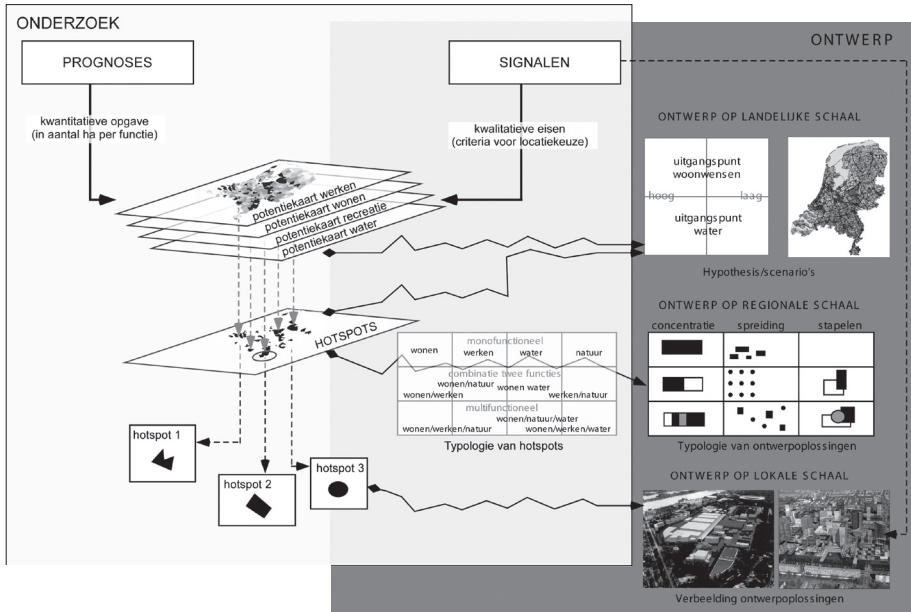 ONDERZOEK
PROGNOSES
SIGNALEN
kwantitatieve opgave
(in aantal ha per functie)
kwalitatieve eisen
(criteria voor locatiekeuze)
potentiekaart werken
potentiekaart wonen
potentiekaart recreatie
potentiekaart water
HOTSPOTS
hotspot 1
hotspot 2
hotspot 3
monofunctioneel
wonen
werken
water
natuur
combinatie twee functies
wonen/natuur
wonen water
wonen/werken
werken/natuur
multifunctioneel
wonen/natuur/water
wonen/werken/natuur
wonen/werken/water
Typologie van hotspots
ONTWERP
ONTWERP OP LANDELIJKE SCHAAL
uitgangspunt
woonwensen
hoog
laag
uitgangspunt
water
Hypothesis/scenario's
ONTWERP OP REGIONALE SCHAAL
concentratie
spreiding
stapelen
Typologie van ontwerpoplossingen
ONTWERP OP LOKALE SCHAAL
Verbeelding ontwerpoplossingen